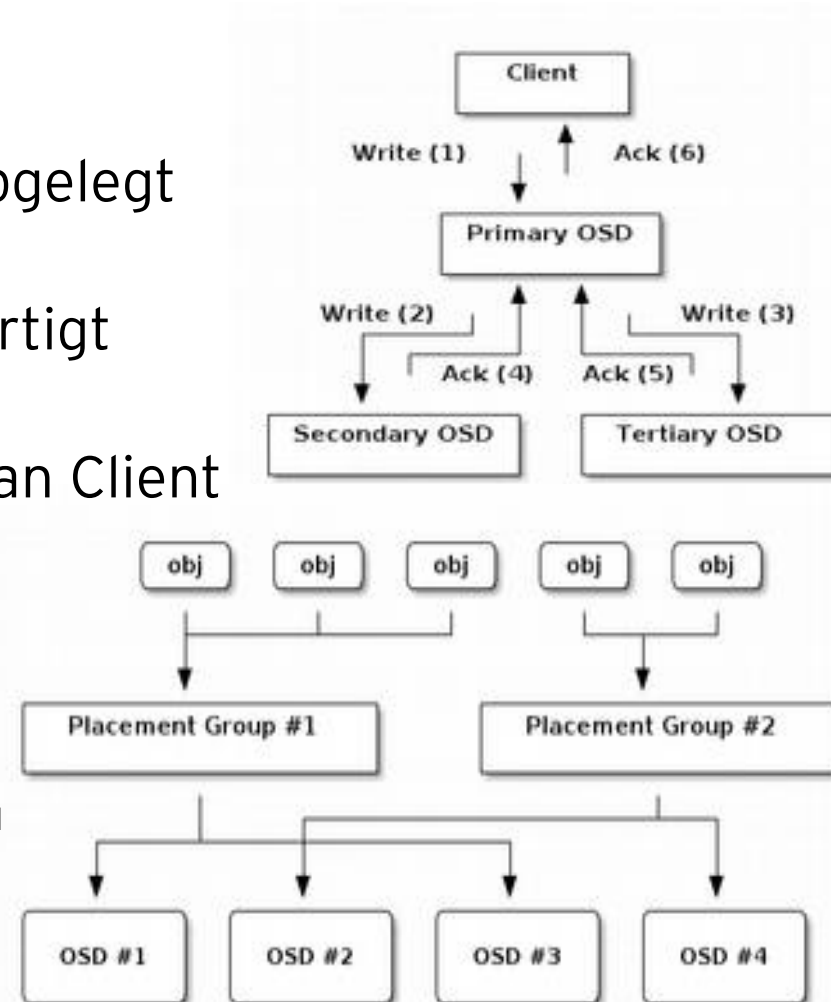 Client
Write (1) Ack (6)
Primary OSD
Write (2) Write (3)
Ack (4) Ack (5)
Secondary OSD Tertiary OSD
an Client
obj obj obj obj obj
Placement Group #1 Placement Group #2
OSD #1 OSD #2 OSD #3 OSD #4